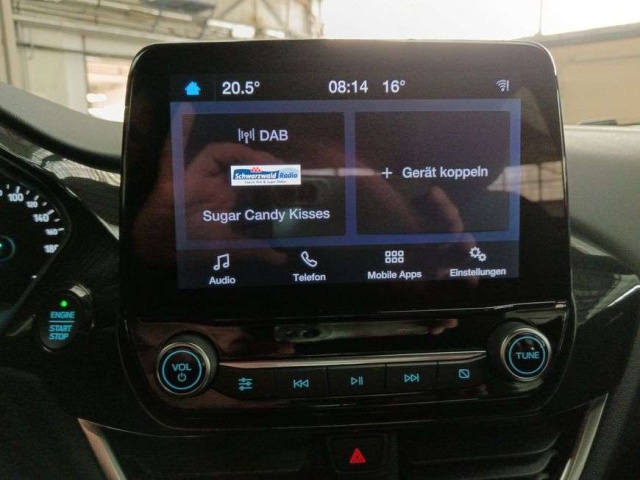 20.5° 08:14 16°
DAB
Schwarzwald Radio
+ Gerät koppeln
Sugar Candy Kisses
Audio Telefon Mobile Apps Einstellungen
100
140
180
ENGINE
START
STOP
VOL
TUNE